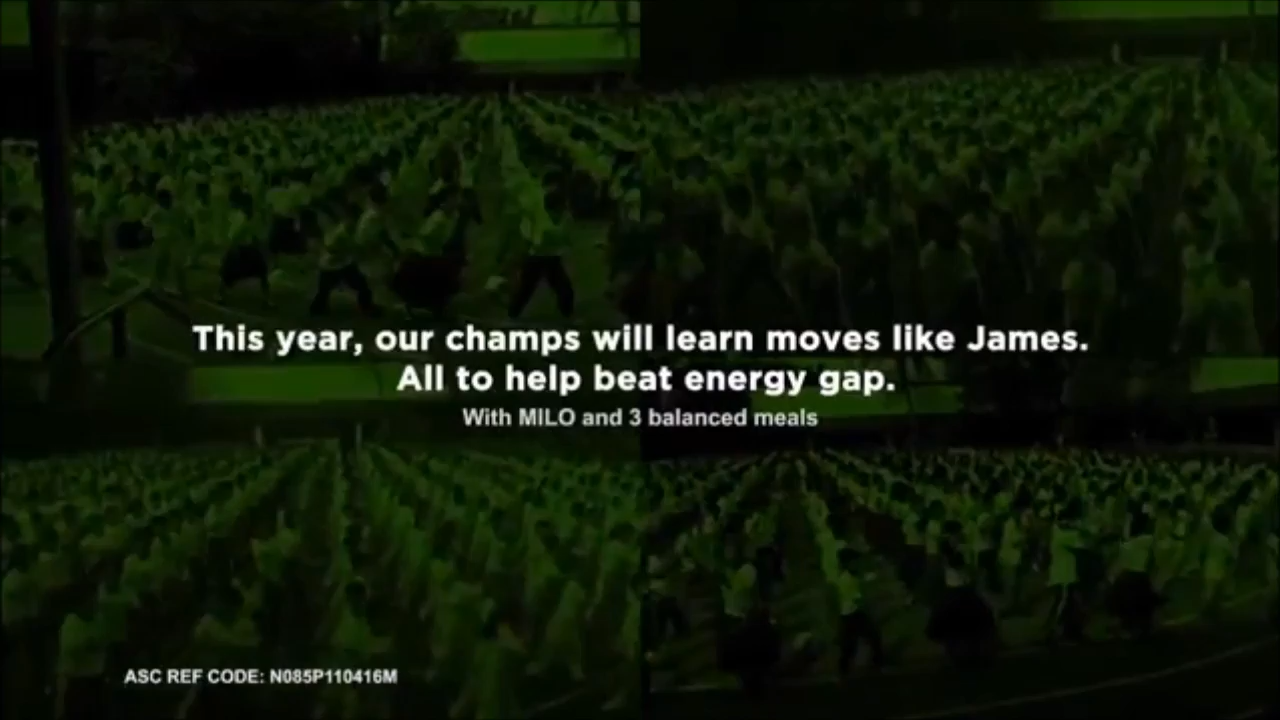 This year, our champs will learn moves like James.
All to help beat energy gap.
With MILO and 3 balanced meals
ASC REF CODE: N085P110416M